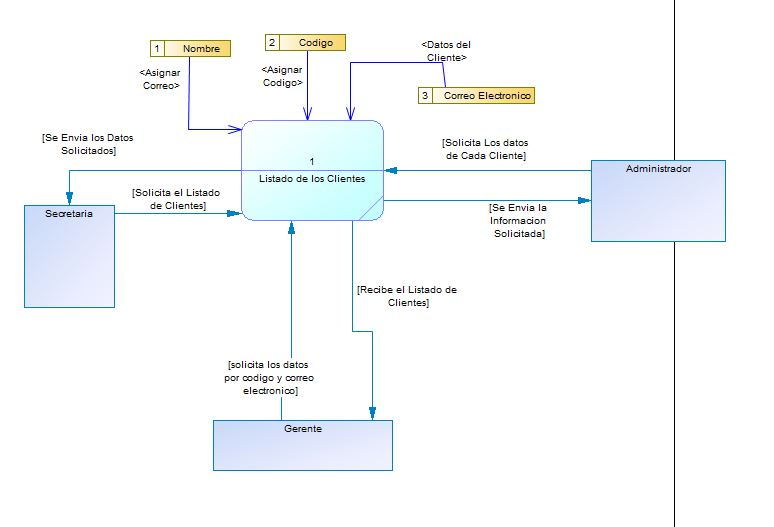 1 Nombre
2 Codigo
<Asignar
Correo>
<Asignar
Codigo>
<Datos del
Cliente>
3 Correo Electronico
[Se Envia los Datos
Solicitados]
1
Listado de los Clientes
[Solicita Los datos
de Cada Cliente]
Administrador
[Solicita el Listado
de Clientes]
Secretaria
[Se Envia la
Informacion
Solicitada]
[Recibe el Listado de
Clientes]
[solicita los datos
por codigo y correo
electronico]
Gerente